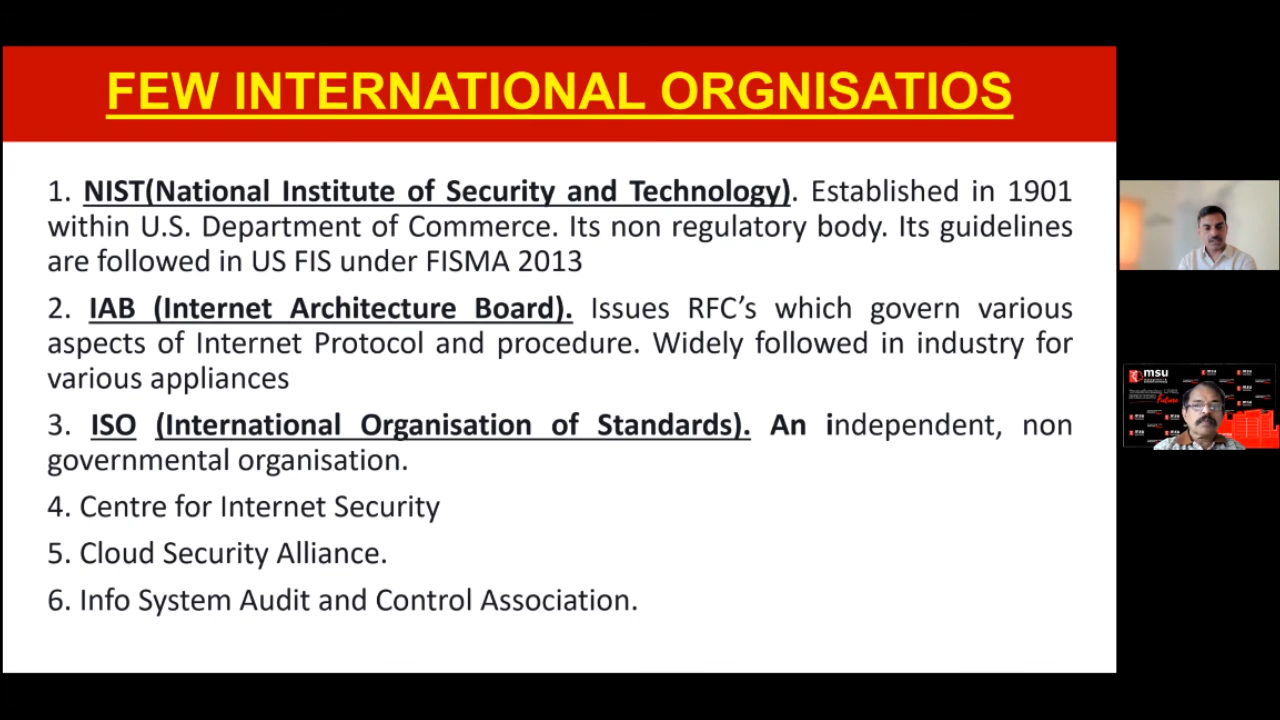 FEW INTERNATIONAL ORGNISATIOS
1. NIST(National Institute of Security and Technology). Established in 1901
within U.S. Department of Commerce. Its non regulatory body. Its guidelines
are followed in US FIS under FISMA 2013
2. IAB (Internet Architecture Board). Issues RFC’s which govern various
aspects of Internet Protocol and procedure. Widely followed in industry for
various appliances
3. ISO (International Organisation of Standards). An independent, non
governmental organisation.
4. Centre for Internet Security
5. Cloud Security Alliance.
6. Info System Audit and Control Association.
msu